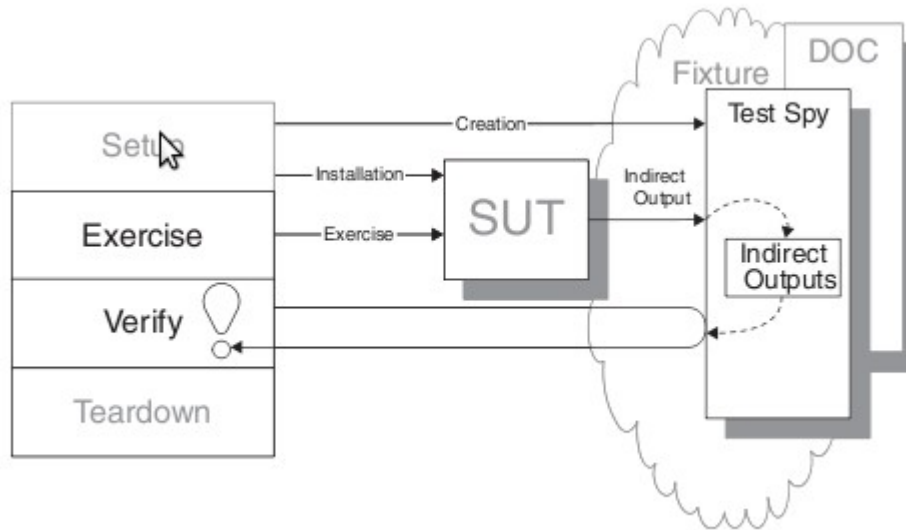 DOC
Fixture
Test Spy
Creation
Setup
Installation
Indirect
Output
SUT
Exercise
Exercise
Indirect
Outputs
Verify
Teardown